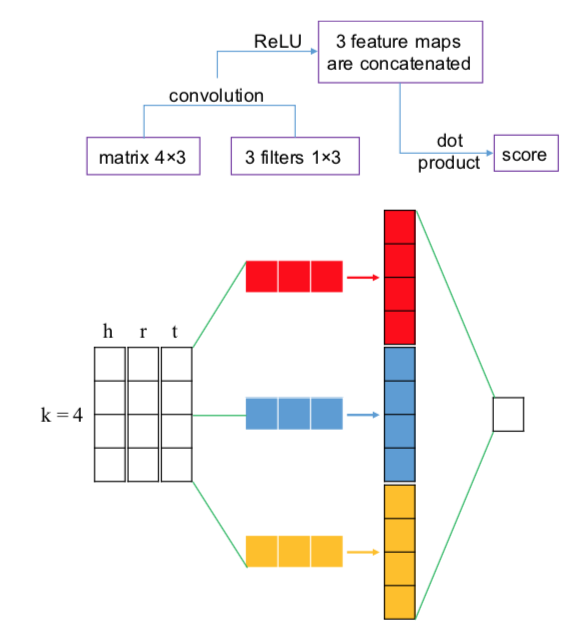 ReLU
3 feature maps
are concatenated
convolution
matrix 4×3
3 filters 1×3
dot
product
score
h r t
k = 4